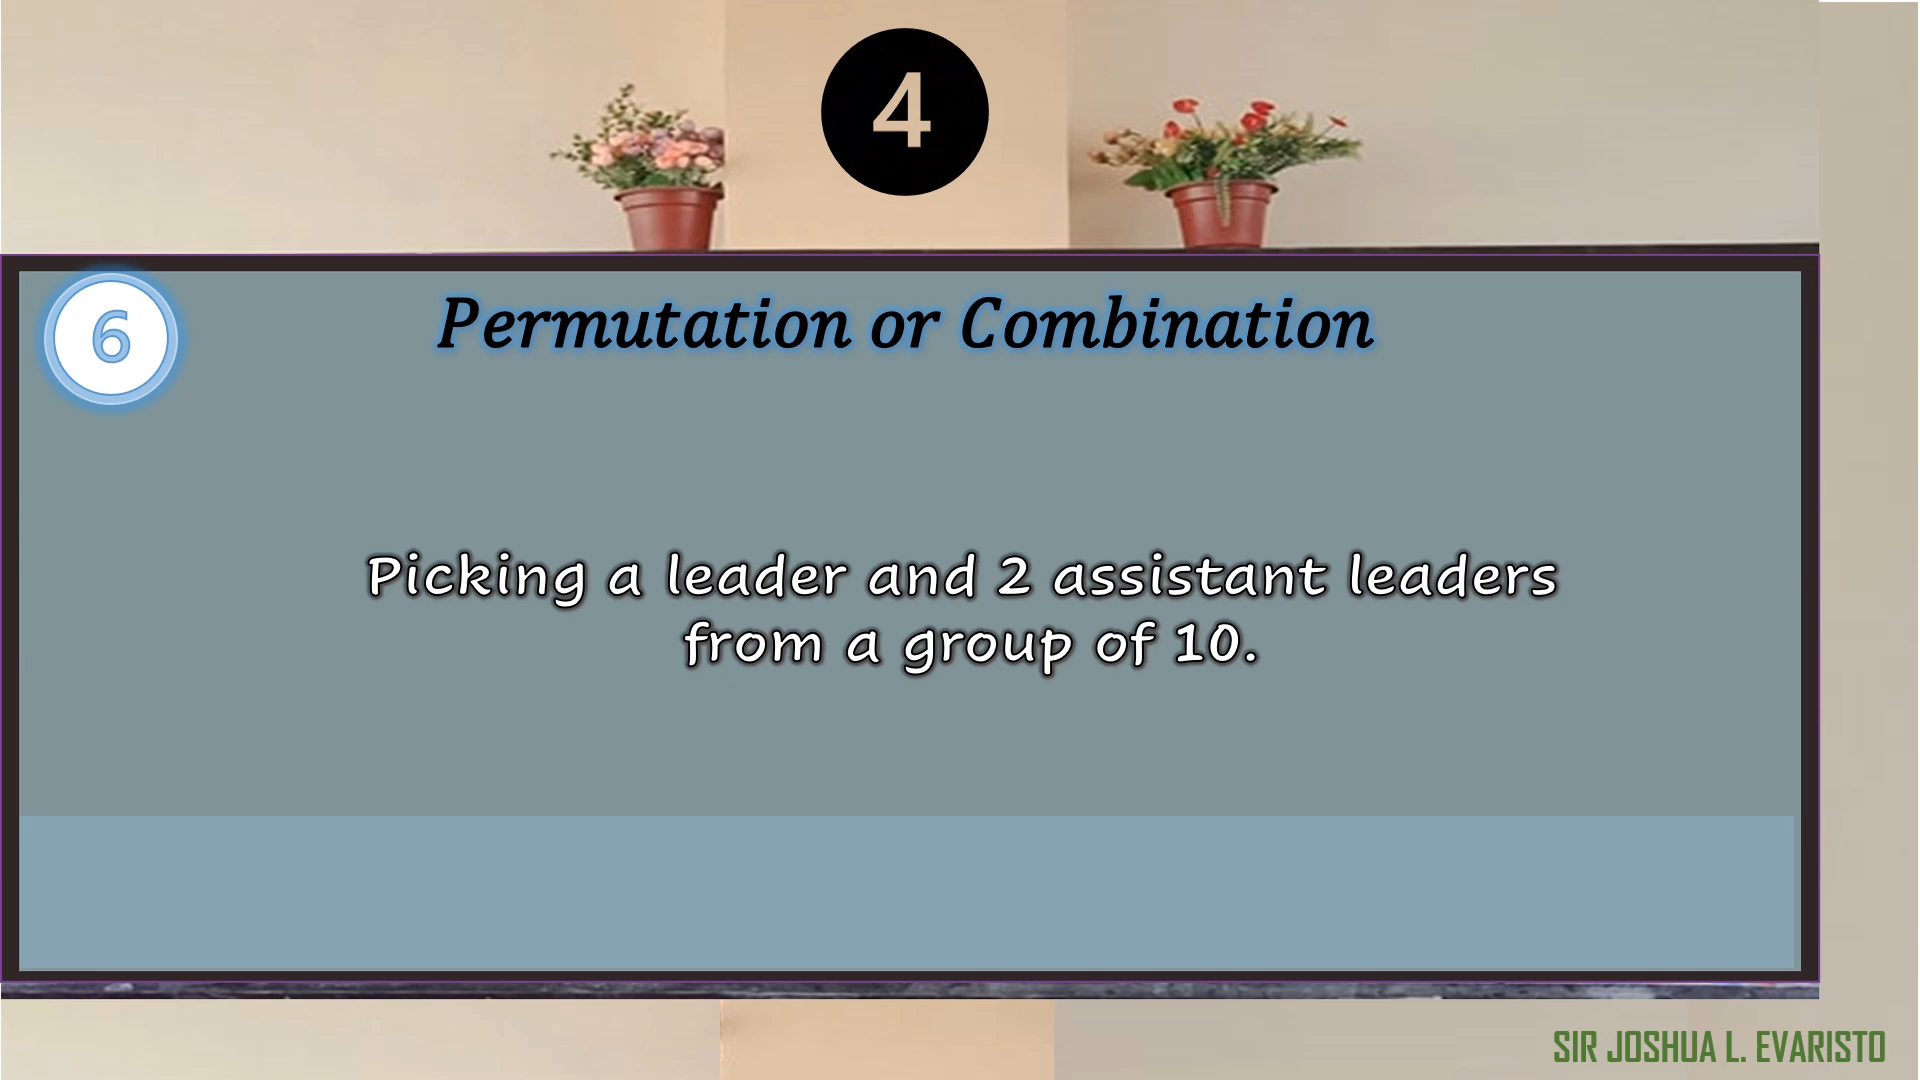 4
6
Permutation or Combination
Picking a leader and 2 assistant leaders
from a group of 10.
SIR JOSHUA L. EVARISTO